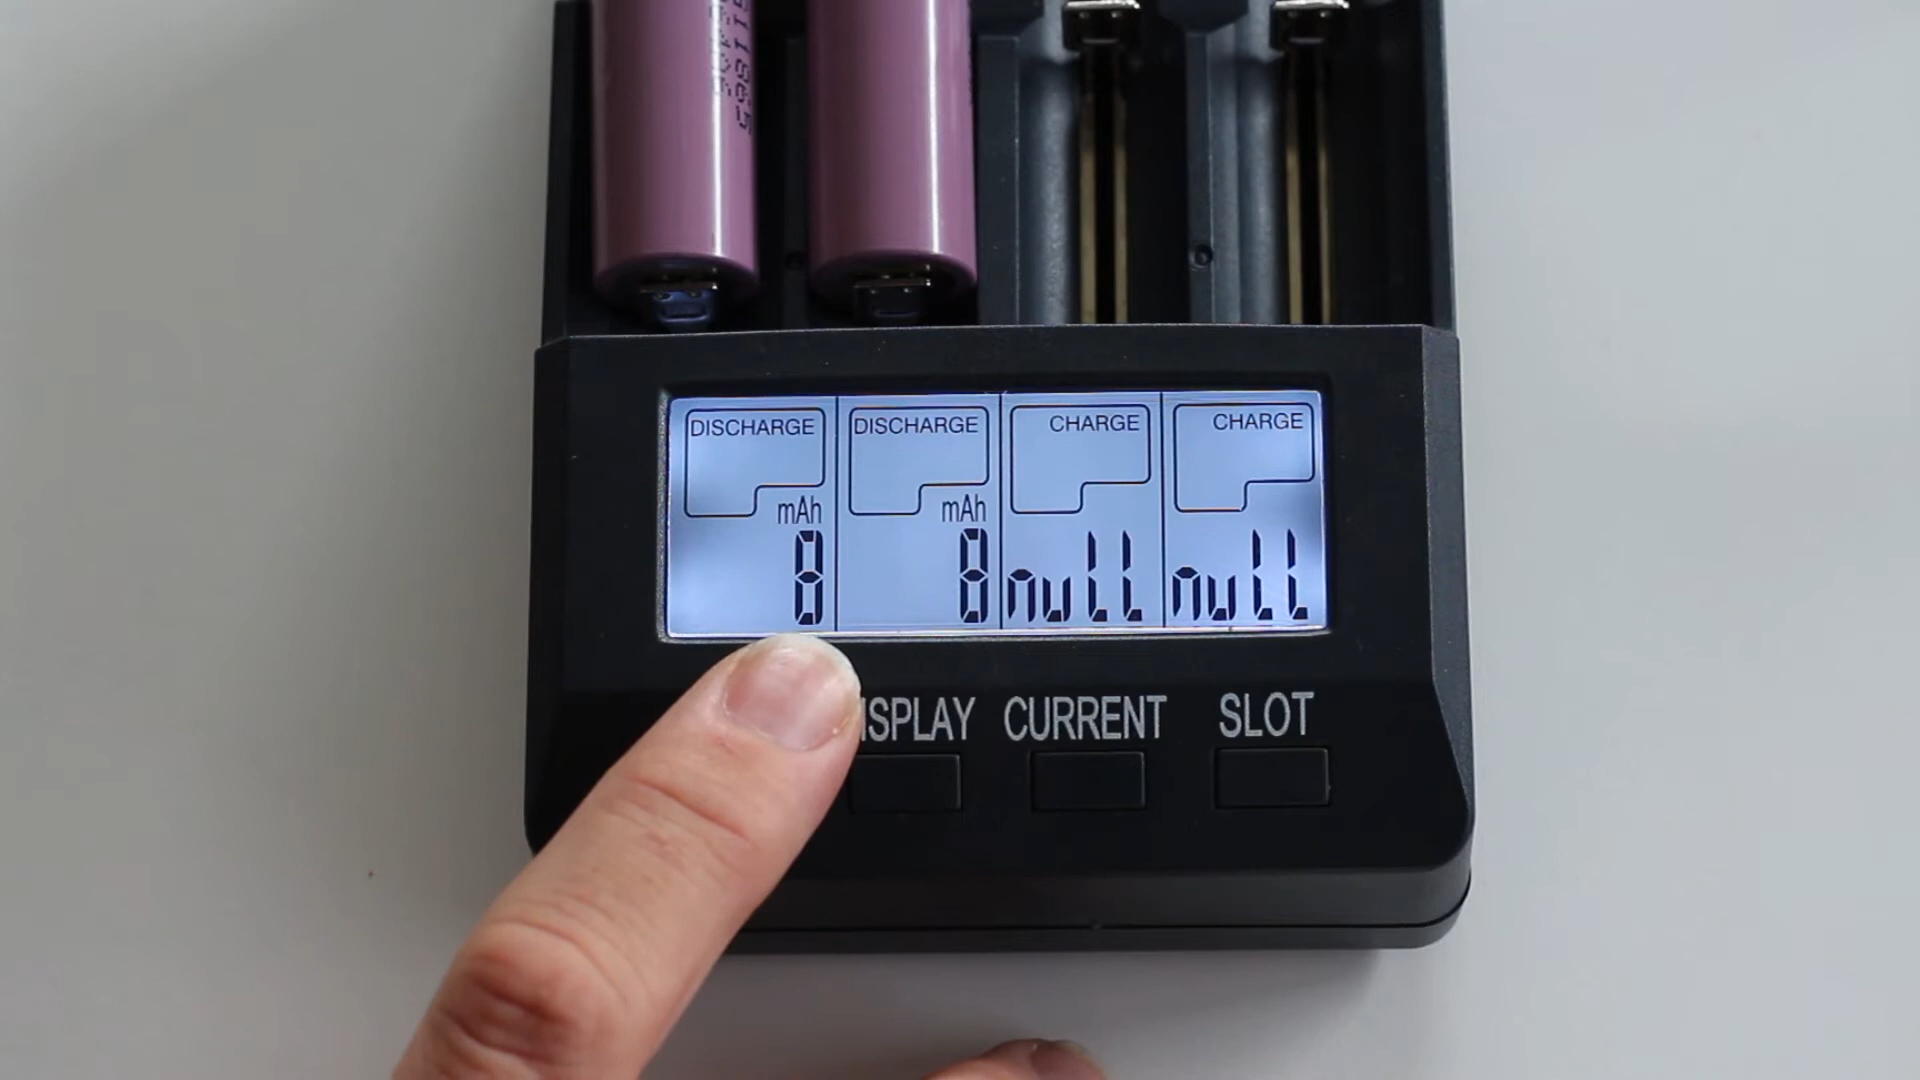 DISCHARGE DISCHARGE CHARGE CHARGE
mAh mAh
8 8 null null
ISPLAY CURRENT SLOT